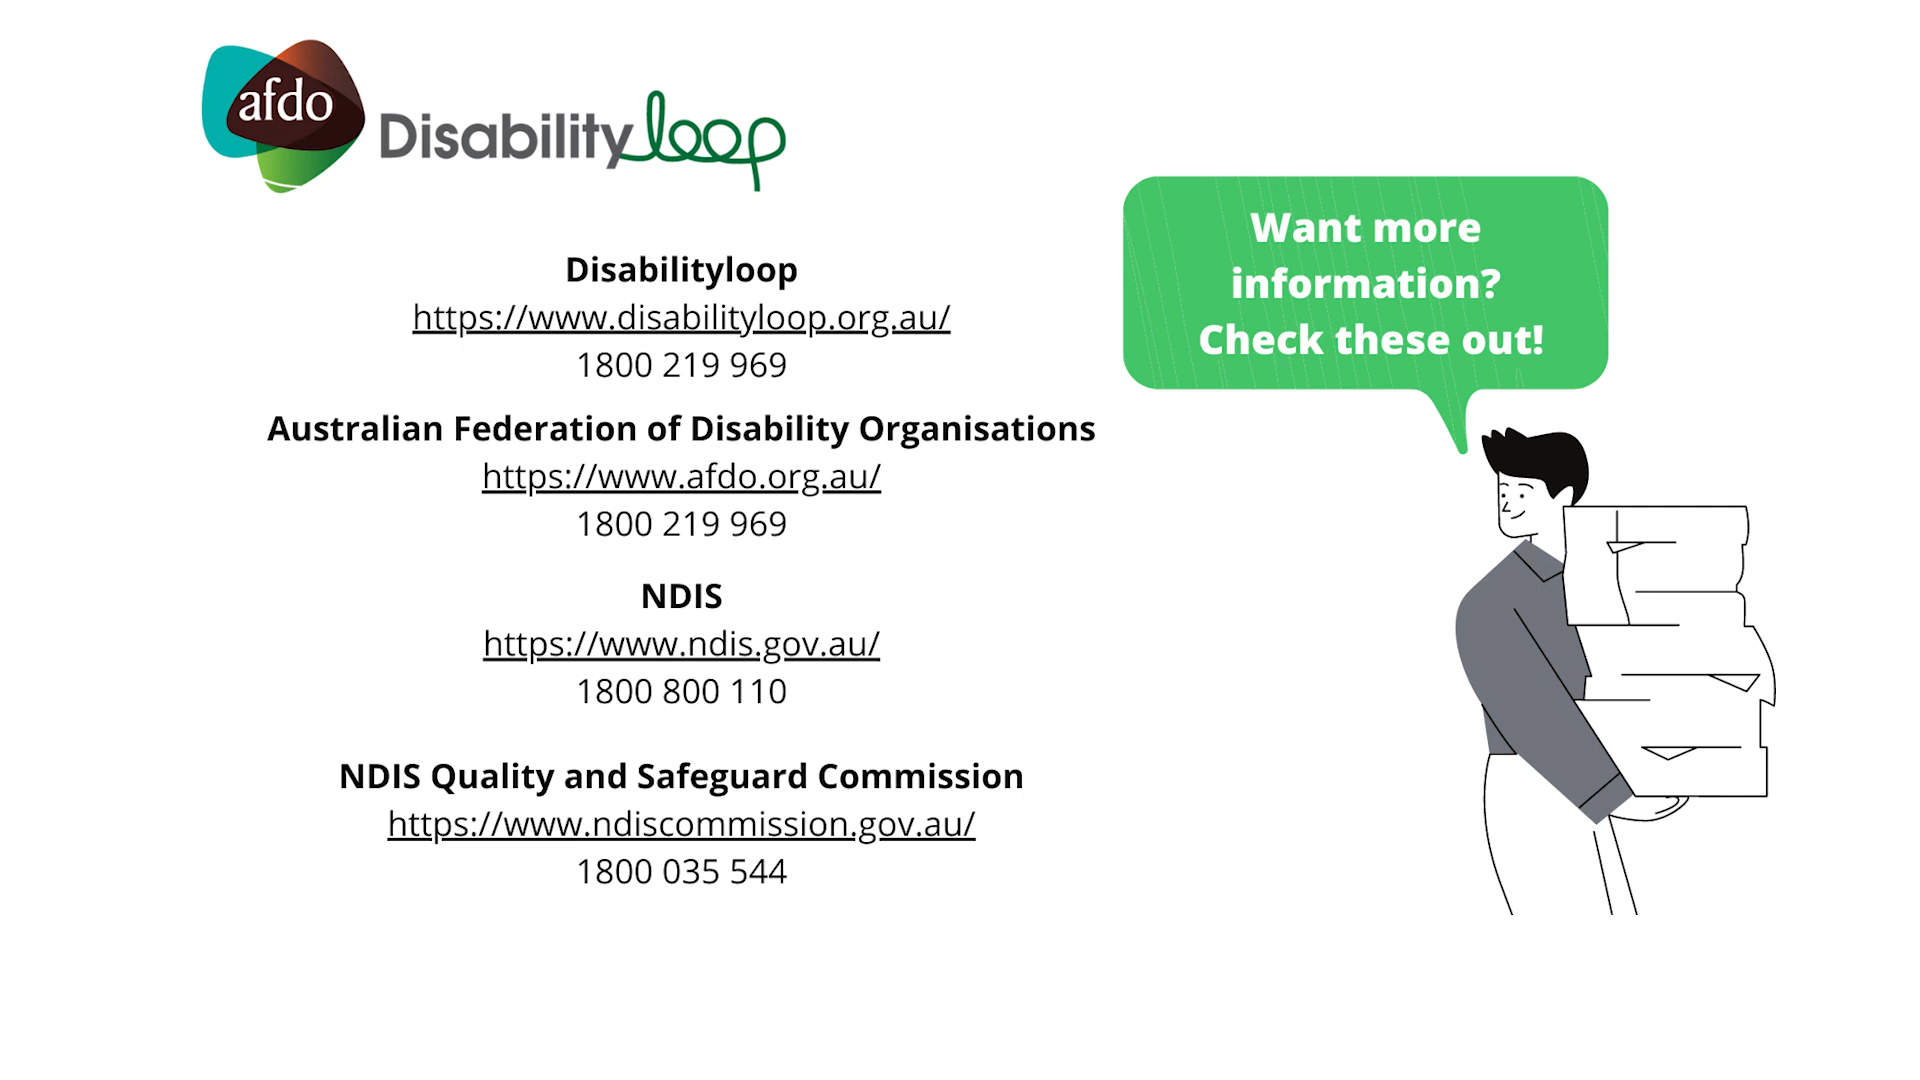 afdo
Disabilityloop
Want more
information?
Check these out!
Disabilityloop
https://www.disabilityloop.org.au/
1800 219 969
Australian Federation of Disability Organisations
https://www.afdo.org.au/
1800 219 969
NDIS
https://www.ndis.gov.au/
1800 800 110
NDIS Quality and Safeguard Commission
https://www.ndiscommission.gov.au/
1800 035 544